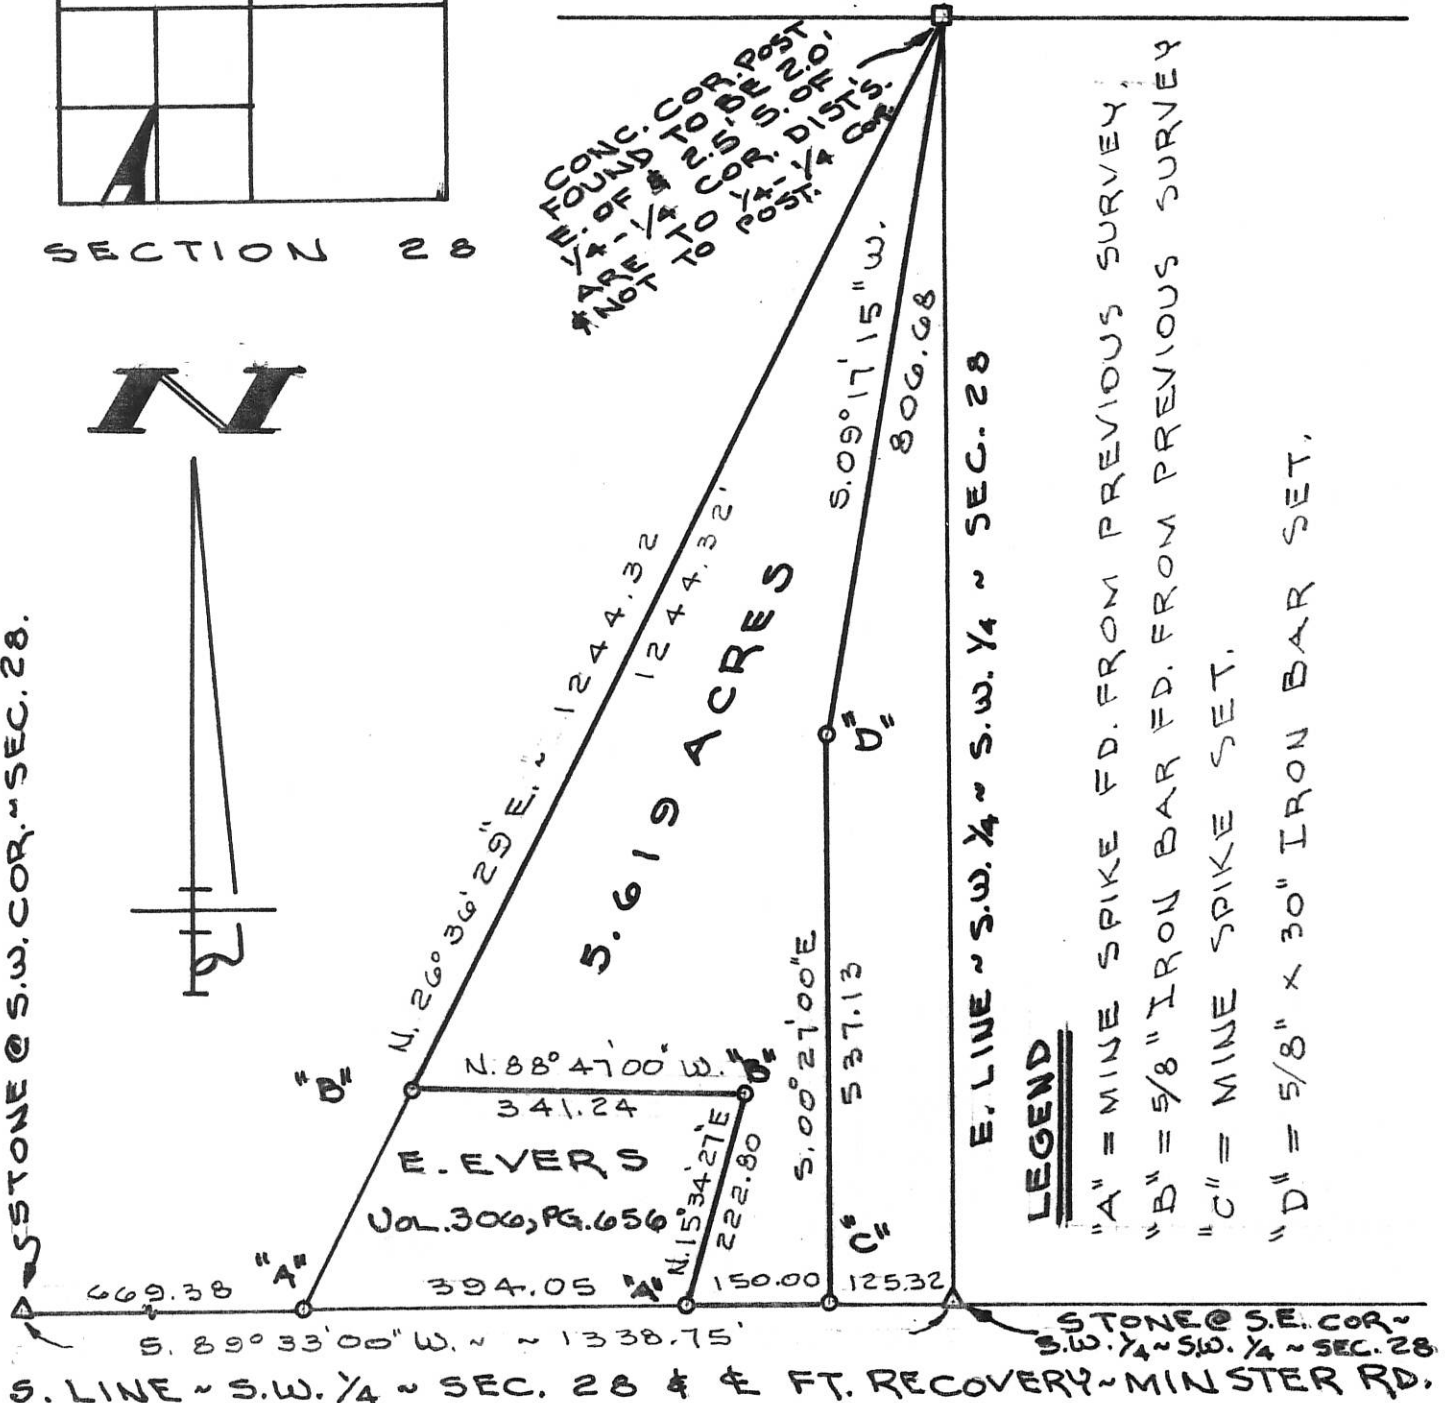 SECTION 28
CONC. COR. POST
FOUND TO BE 2.0'
E. OF & 2.5' S. OF
1/4-1/4 COR. DISTS.
ARE TO 1/4-1/4 COR.
& NOT TO POST.
N
S.09°17'15"W.
806.68
E. LINE ~ S.W. 1/4 ~ S.W. 1/4 ~ SEC. 28
N. 26°36'29" E. ~ 1244.32
1244.32'
5.619 ACRES
"D"
S.00°27'00"E
537.13
"B"
N.88°47'00"W.
"B"
341.24
E. EVERS
VOL.306, PG.656
N.15°34'27"E
222.80
STONE @ S.W. COR. ~ SEC. 28.
669.38
"A"
394.05
"A"
150.00
"C"
125.32
S. 89°33'00" W. ~ ~ 1338.75'
STONE @ S.E. COR ~
S.W. 1/4 ~ S.W. 1/4 ~ SEC. 28
S. LINE ~ S.W. 1/4 ~ SEC. 28 & ℄ FT. RECOVERY ~ MINSTER RD.
LEGEND
"A" = MINE SPIKE FD. FROM PREVIOUS SURVEY.
"B" = 5/8" IRON BAR FD. FROM PREVIOUS SURVEY
"C" = MINE SPIKE SET.
"D" = 5/8" x 30" IRON BAR SET.